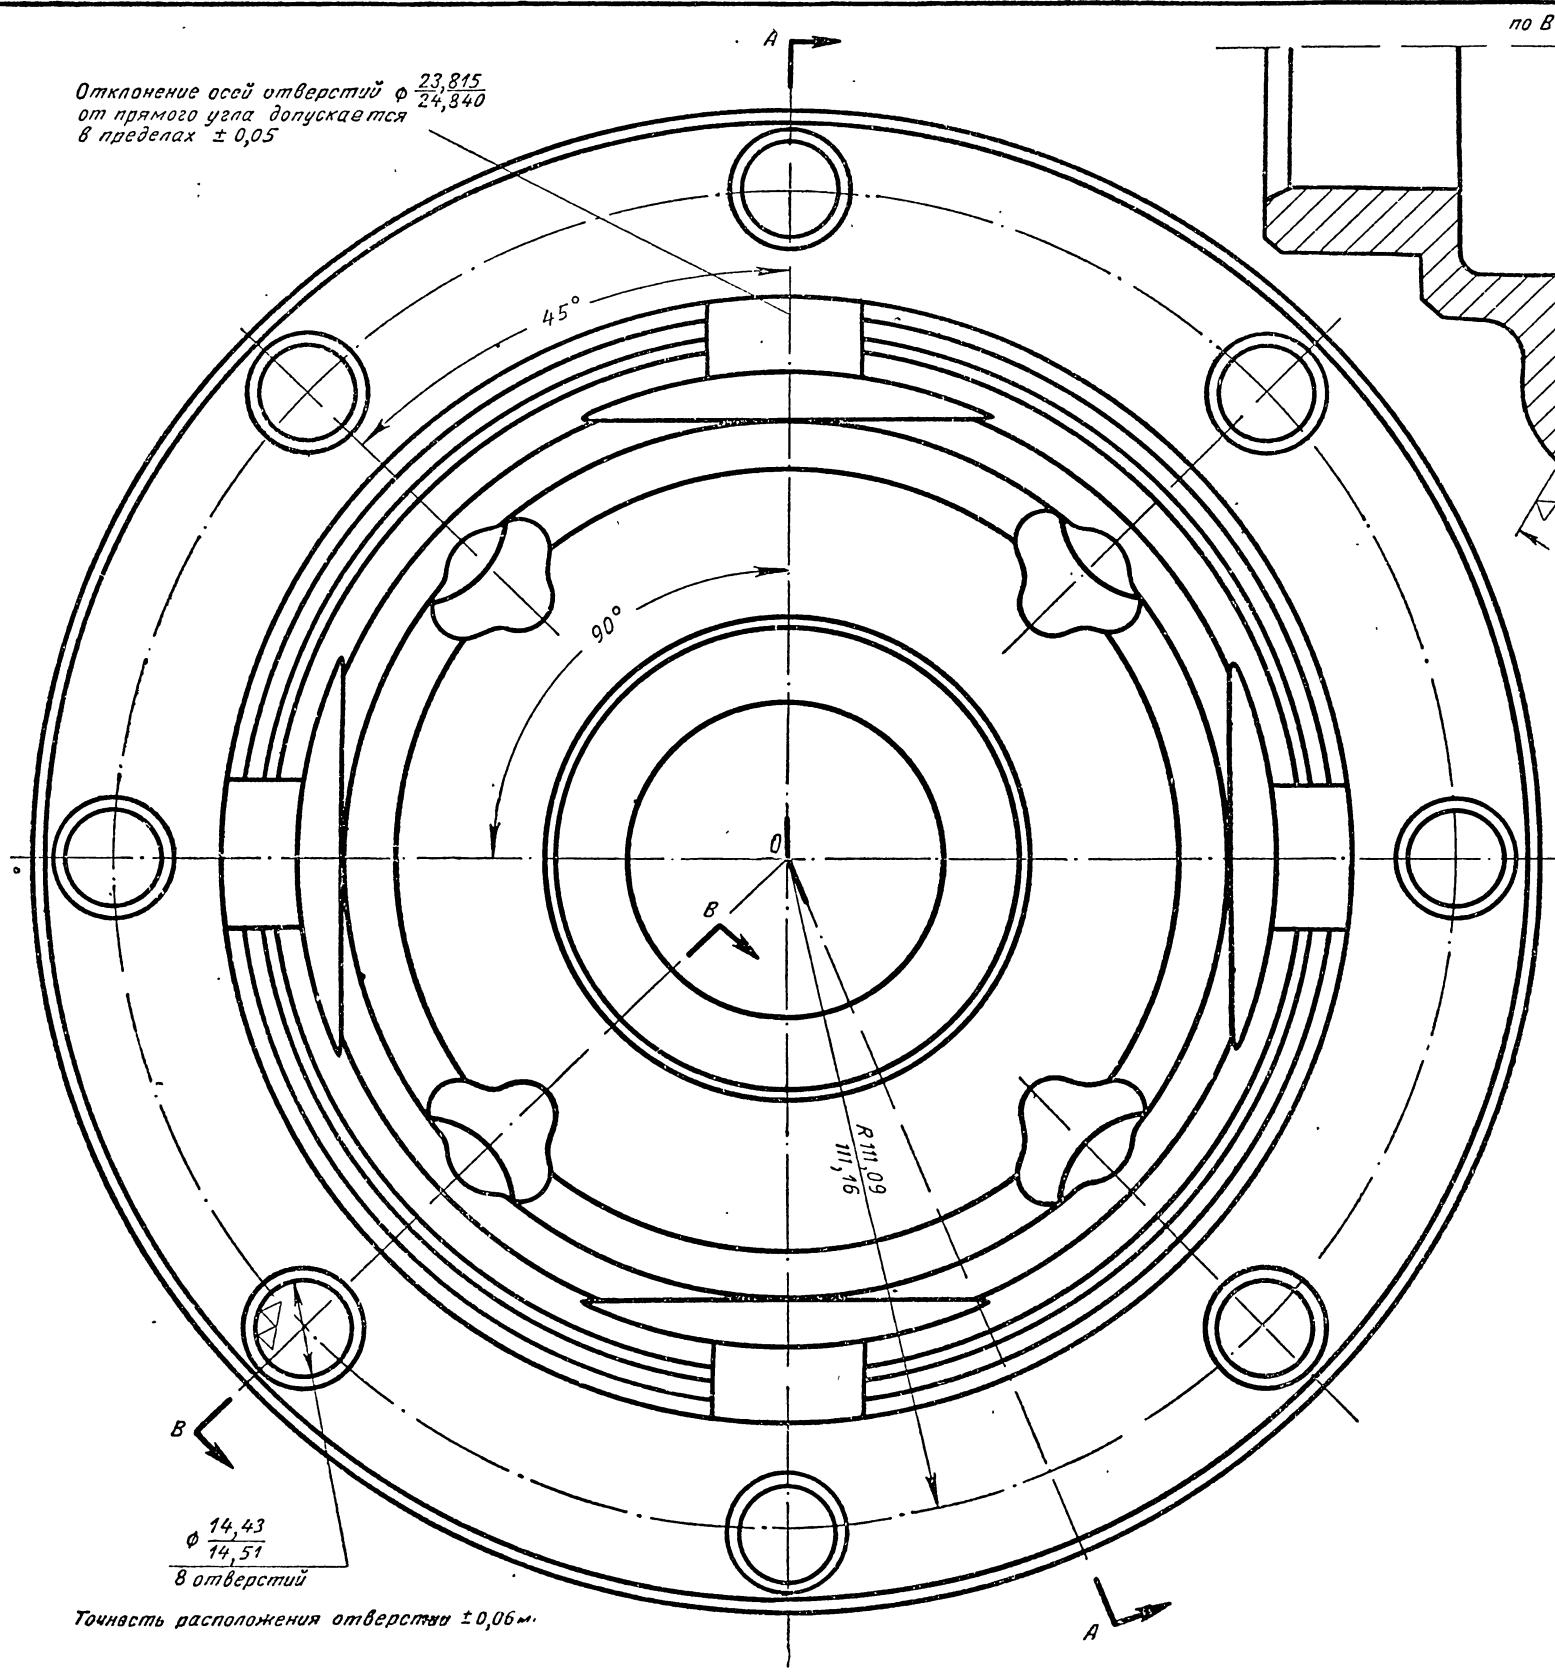 по В
А
Отклонение осей отверстий ϕ 23,815
24,840
от прямого угла допускается
в пределах ± 0,05
45°
90°
О
В
R 111,09
111,16
В
ϕ 14,43
14,51
8 отверстий
Точность расположения отверстий ±0,06 м.
А